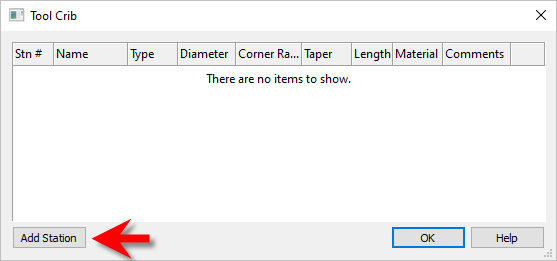 Tool Crib
Stn # Name Type Diameter Corner Ra... Taper Length Material Comments
There are no items to show.
Add Station OK Help